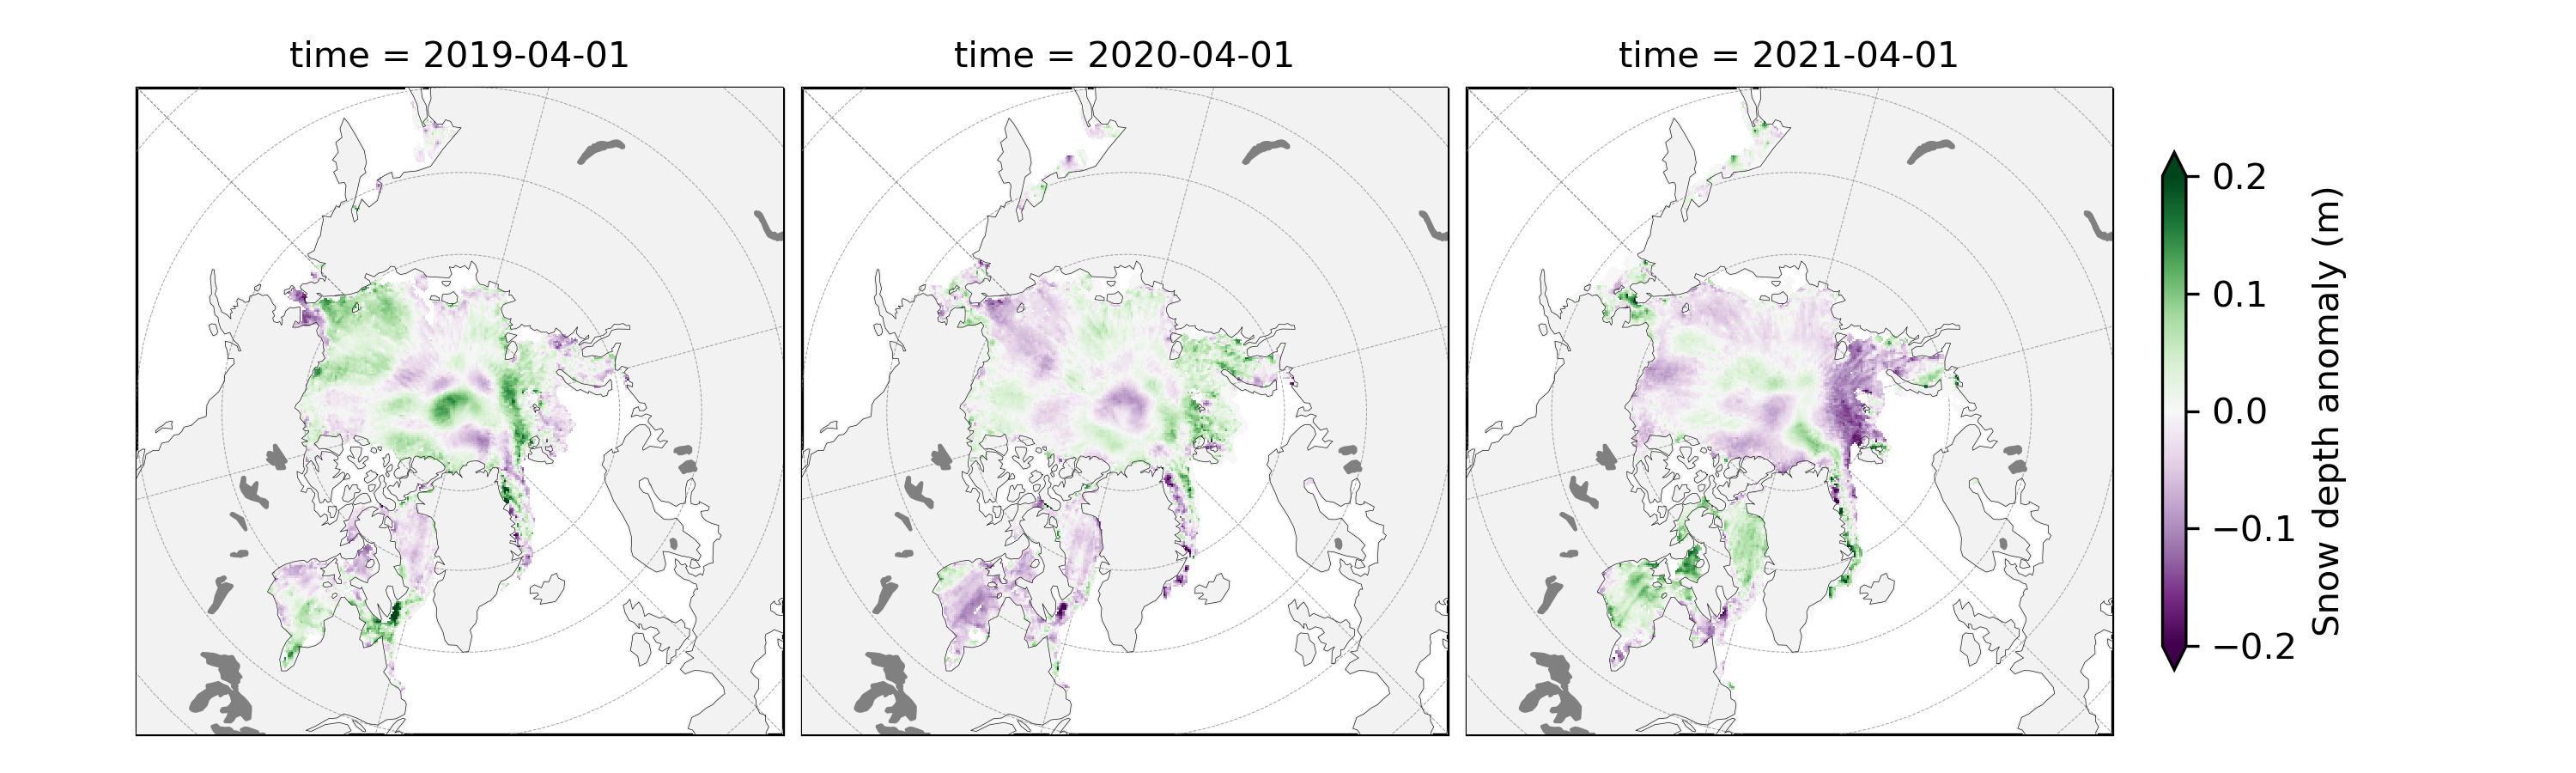 time = 2019-04-01
time = 2020-04-01
time = 2021-04-01
0.2
0.1
0.0
−0.1
−0.2
Snow depth anomaly (m)